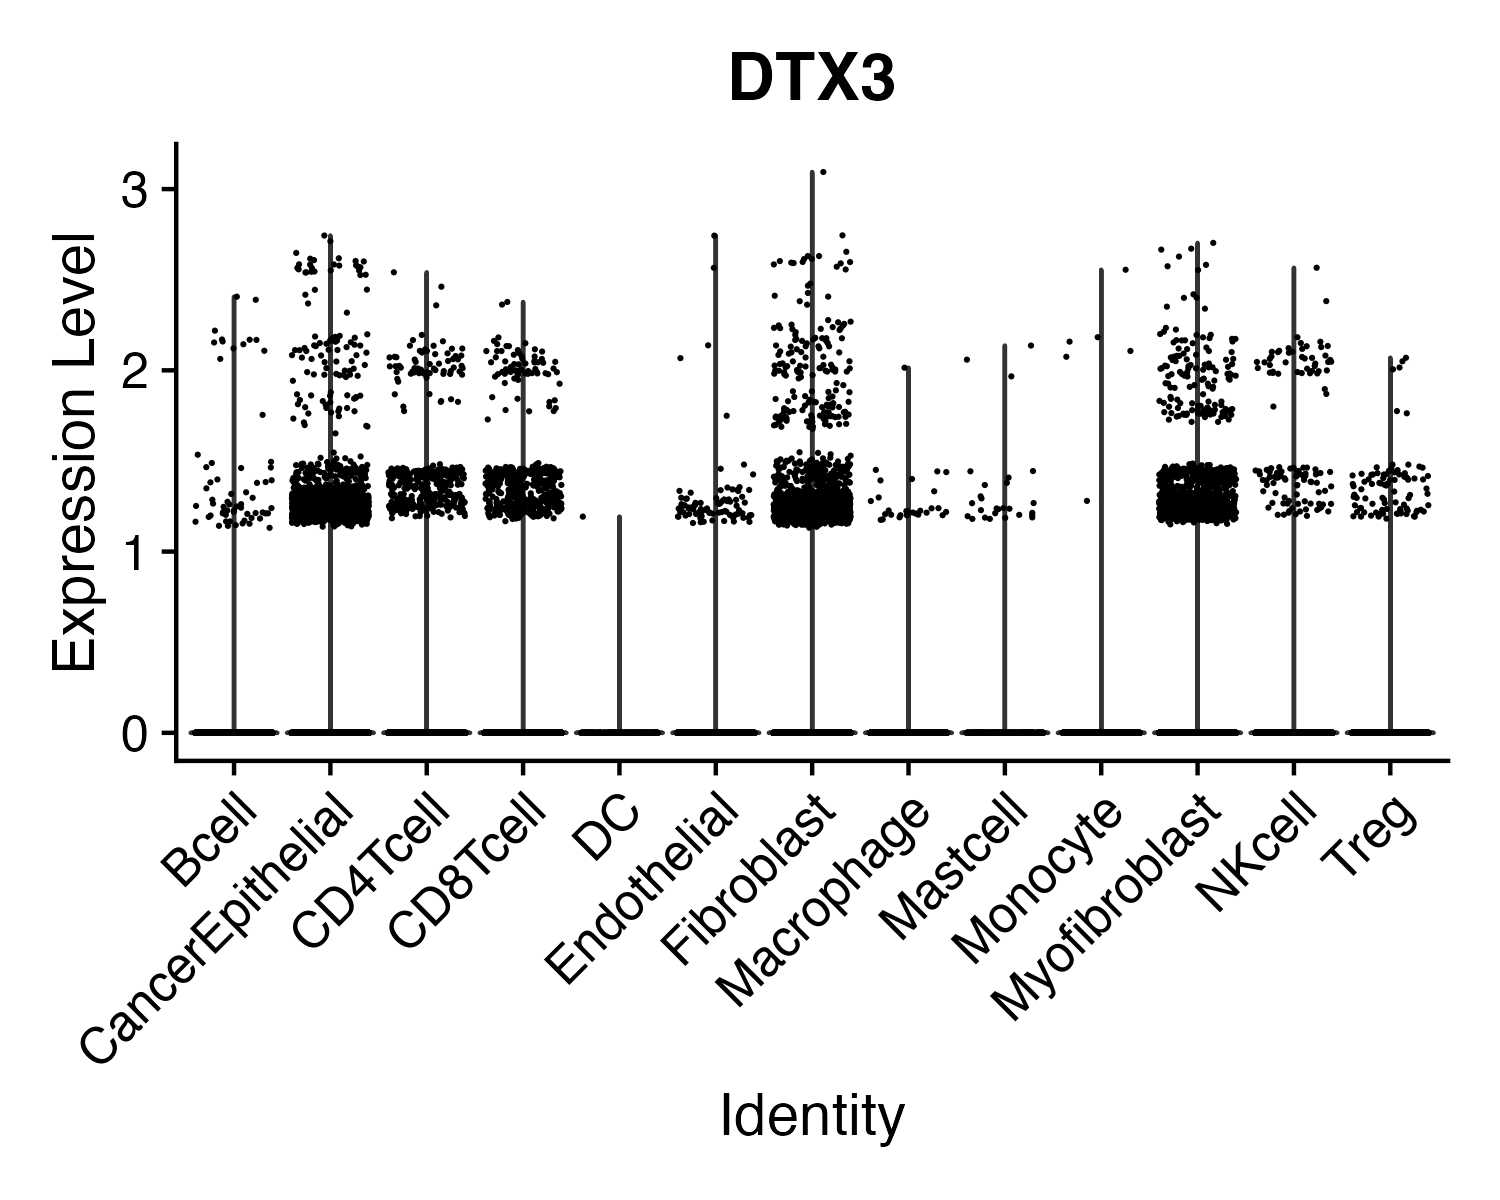 DTX3
Expression Level
3
2
1
0
Bcell
CancerEpithelial
CD4Tcell
CD8Tcell
DC
Endothelial
Fibroblast
Macrophage
Mastcell
Monocyte
Myofibroblast
NKcell
Treg
Identity